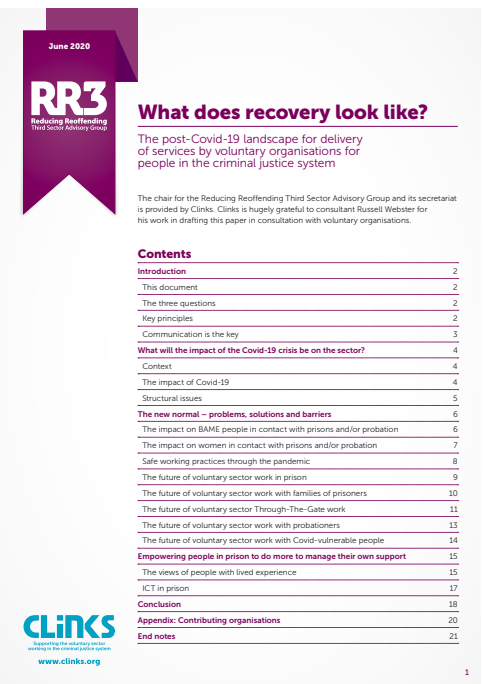 June 2020
RR3
Reducing Reoffending
Third Sector Advisory Group
What does recovery look like?
The post-Covid-19 landscape for delivery
of services by voluntary organisations for
people in the criminal justice system
The chair for the Reducing Reoffending Third Sector Advisory Group and its secretariat
is provided by Clinks. Clinks is hugely grateful to consultant Russell Webster for
his work in drafting this paper in consultation with voluntary organisations.
Contents
Introduction 2
This document 2
The three questions 2
Key principles 2
Communication is the key 3
What will the impact of the Covid-19 crisis be on the sector? 4
Context 4
The impact of Covid-19 4
Structural issues 5
The new normal – problems, solutions and barriers 6
The impact on BAME people in contact with prisons and/or probation 6
The impact on women in contact with prisons and/or probation 7
Safe working practices through the pandemic 8
The future of voluntary sector work in prison 9
The future of voluntary sector work with families of prisoners 10
The future of voluntary sector Through-The-Gate work 11
The future of voluntary sector work with probationers 13
The future of voluntary sector work with Covid-vulnerable people 14
Empowering people in prison to do more to manage their own support 15
The views of people with lived experience 15
ICT in prison 17
Conclusion 18
Appendix: Contributing organisations 20
End notes 21
CLiNKS
Supporting the voluntary sector
working in the criminal justice system
www.clinks.org
1